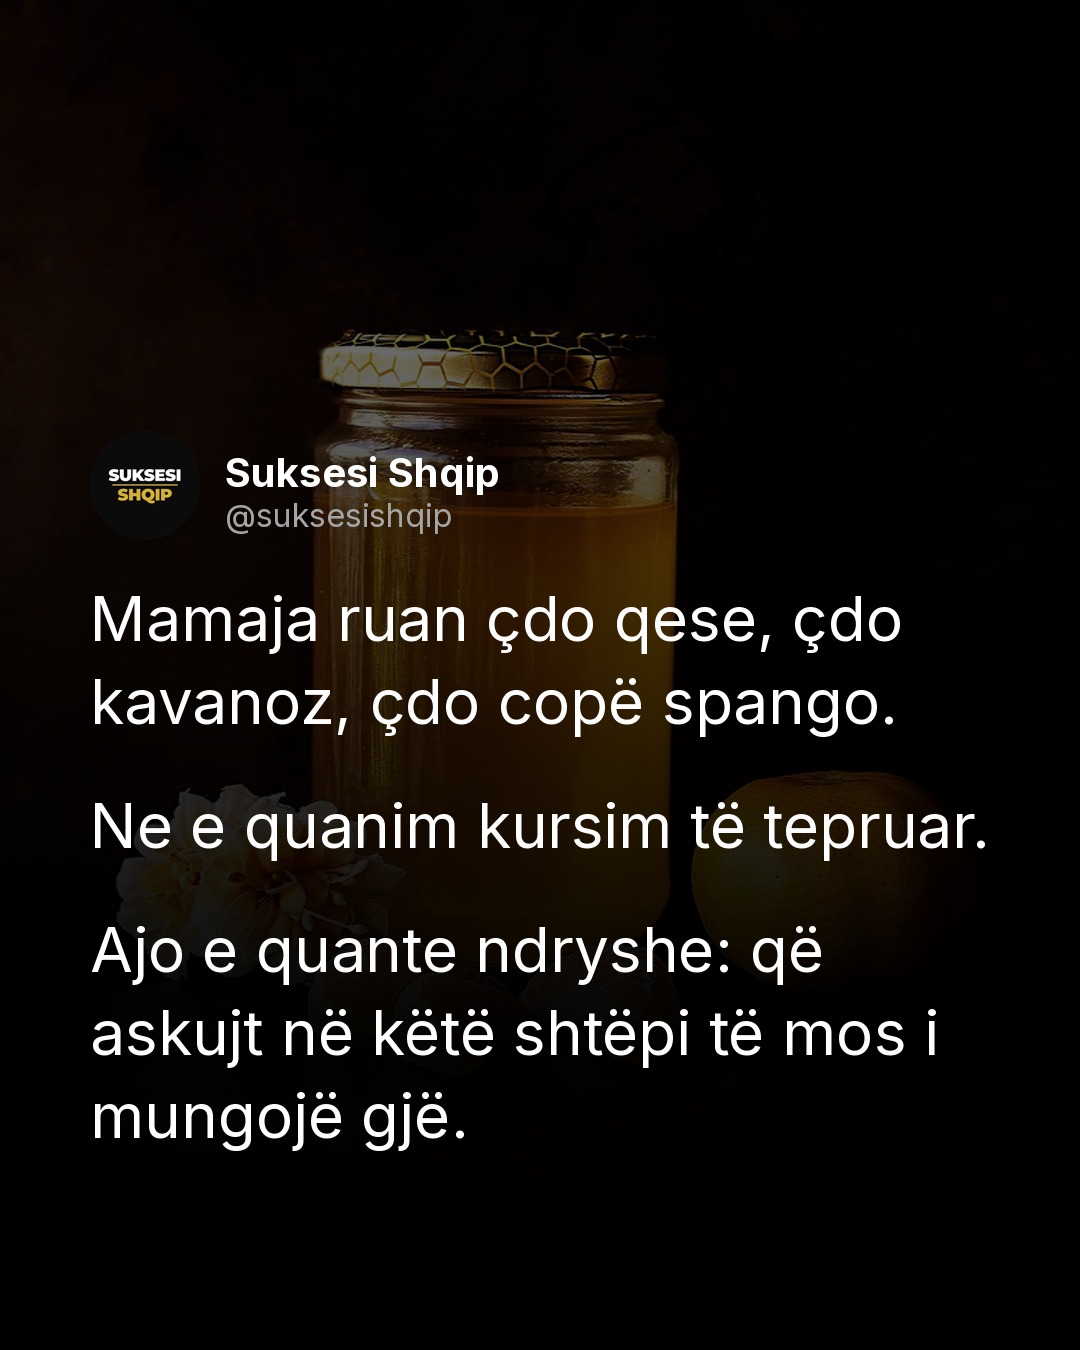 SUKSESI
SHQIP
Suksesi Shqip
@suksesishqip
Mamaja ruan çdo qese, çdo
kavanoz, çdo copë spango.
Ne e quanim kursim të tepruar.
Ajo e quante ndryshe: që
askujt në këtë shtëpi të mos i
mungojë gjë.